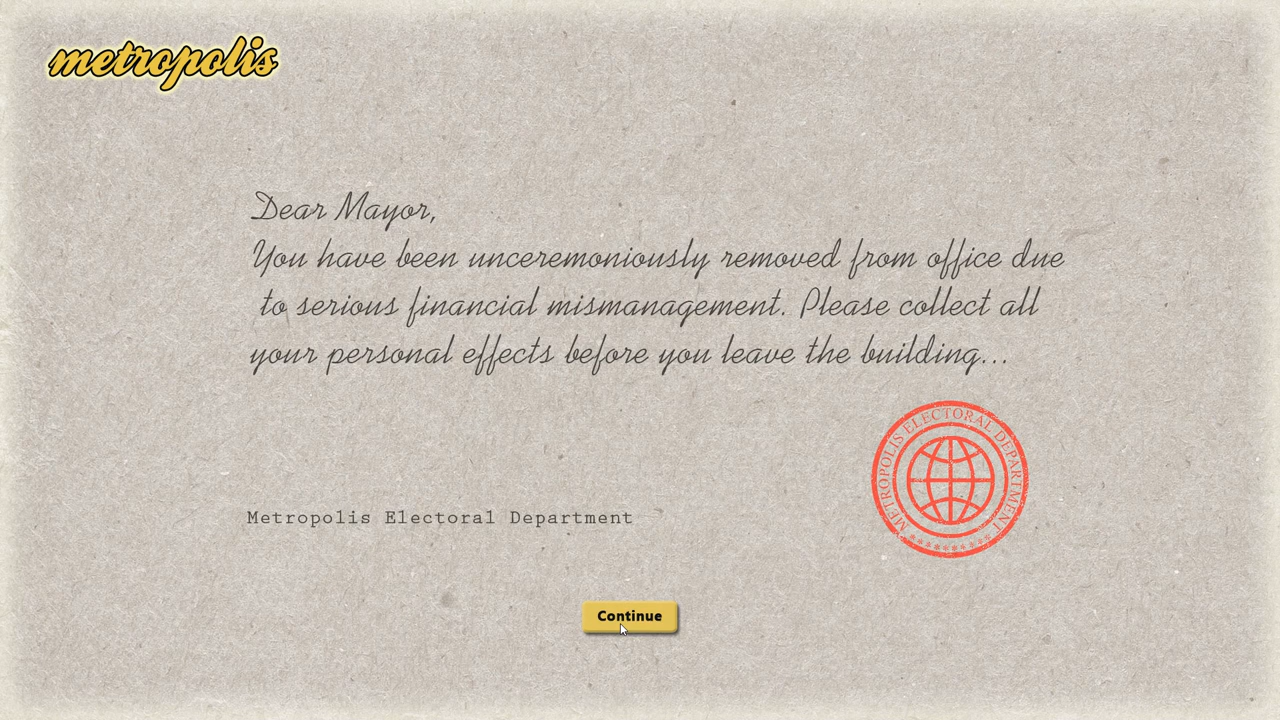 metropolis
Dear Mayor,
You have been unceremoniously removed from office due
to serious financial mismanagement. Please collect all
your personal effects before you leave the building...
METROPOLIS ELECTORAL DEPARTMENT
Metropolis Electoral Department
Continue